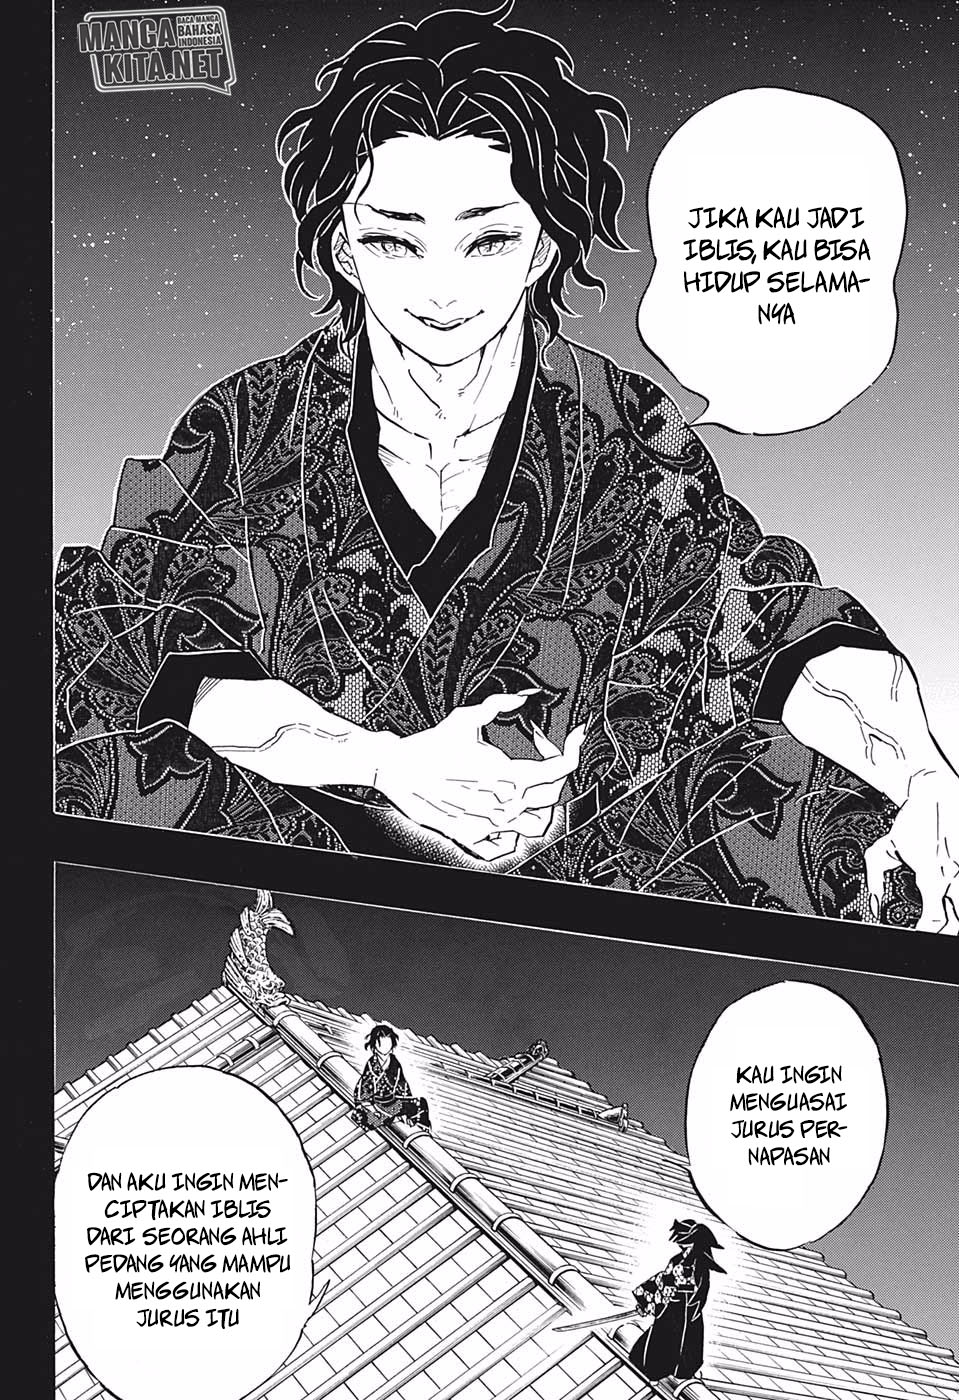 MANGA
KITA.NET
BACA MANGA
BAHASA
INDONESIA
JIKA KAU JADI
IBLIS, KAU BISA
HIDUP SELAMA-
NYA
KAU INGIN
MENGUASAI
JURUS PER-
NAPASAN
DAN AKU INGIN MEN-
CIPTAKAN IBLIS
DARI SEORANG AHLI
PEDANG YANG MAMPU
MENGGUNAKAN
JURUS ITU